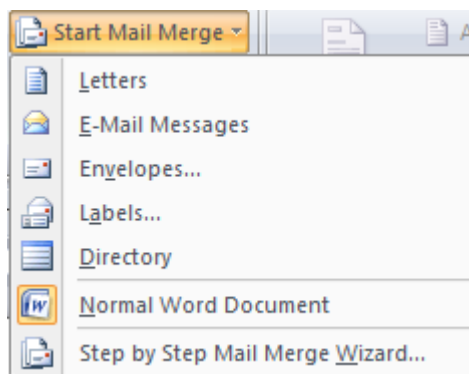 Start Mail Merge
Letters
E-Mail Messages
Envelopes...
Labels...
Directory
Normal Word Document
Step by Step Mail Merge Wizard...